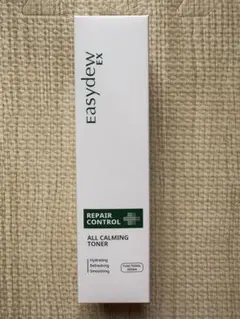 Easydew EX
REPAIR
CONTROL
ALL CALMING
TONER
Hydrating
Refreshing
Smoothing